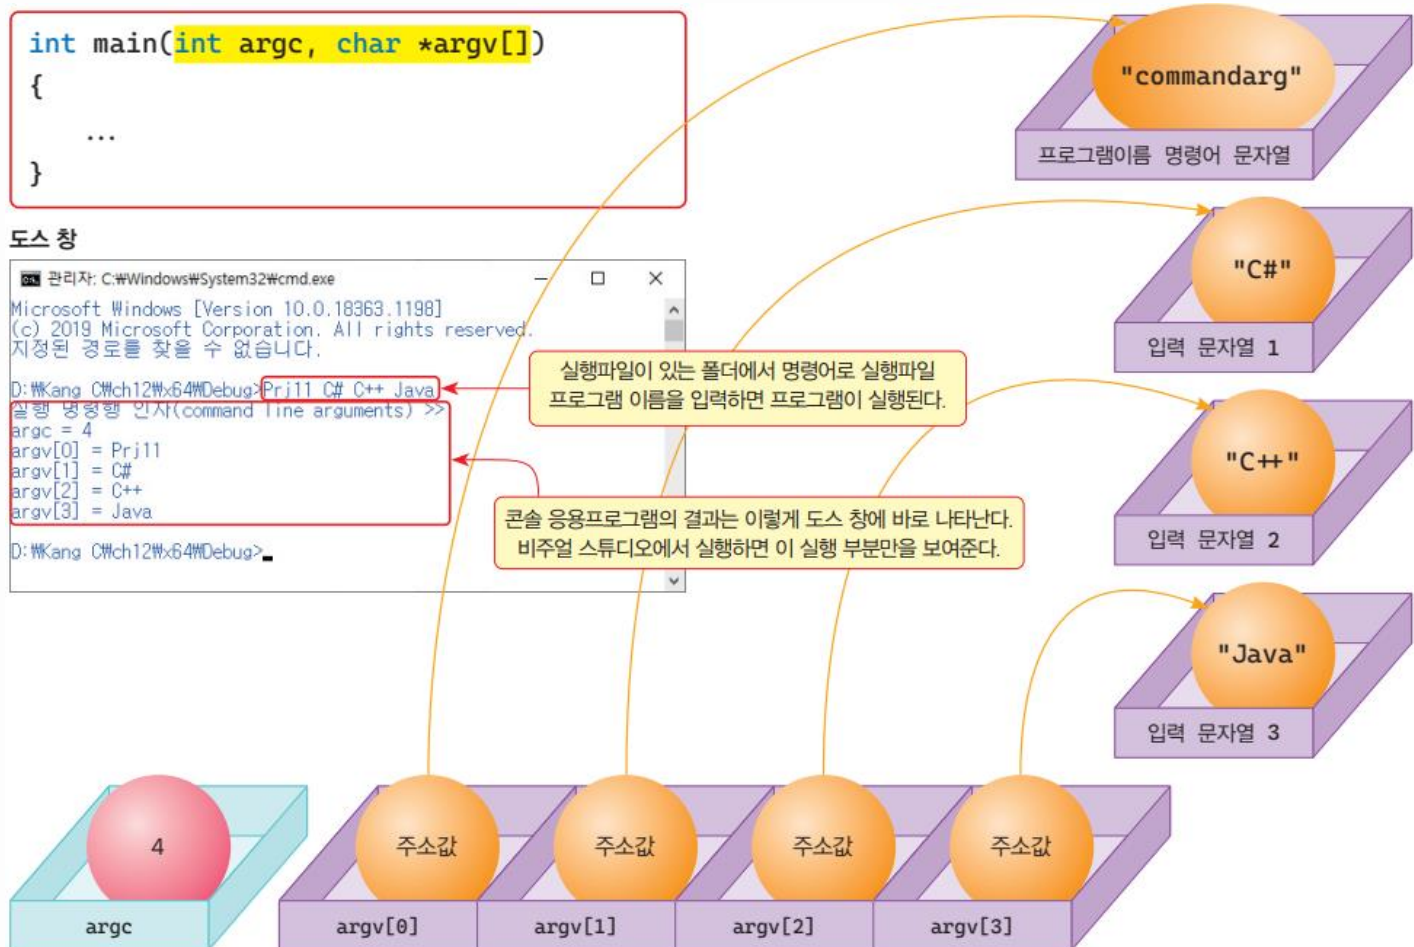 int main(int argc, char *argv[])
{
...
}
도스 창
관리자: C:₩Windows₩System32₩cmd.exe
Microsoft Windows [Version 10.0.18363.1198]
(c) 2019 Microsoft Corporation. All rights reserved.
지정된 경로를 찾을 수 없습니다.
D:₩Kang C₩ch12₩x64₩Debug>Prj11 C# C++ Java
실행 명령행 인자(command line arguments) >>
argc = 4
argv[0] = Prj11
argv[1] = C#
argv[2] = C++
argv[3] = Java
D:₩Kang C₩ch12₩x64₩Debug>
실행파일이 있는 폴더에서 명령어로 실행파일
프로그램 이름을 입력하면 프로그램이 실행된다.
콘솔 응용프로그램의 결과는 이렇게 도스 창에 바로 나타난다.
비주얼 스튜디오에서 실행하면 이 실행 부분만을 보여준다.
"commandarg"
프로그램이름 명령어 문자열
"C#"
입력 문자열 1
"C++"
입력 문자열 2
"Java"
입력 문자열 3
4
argc
주소값
argv[0]
주소값
argv[1]
주소값
argv[2]
주소값
argv[3]